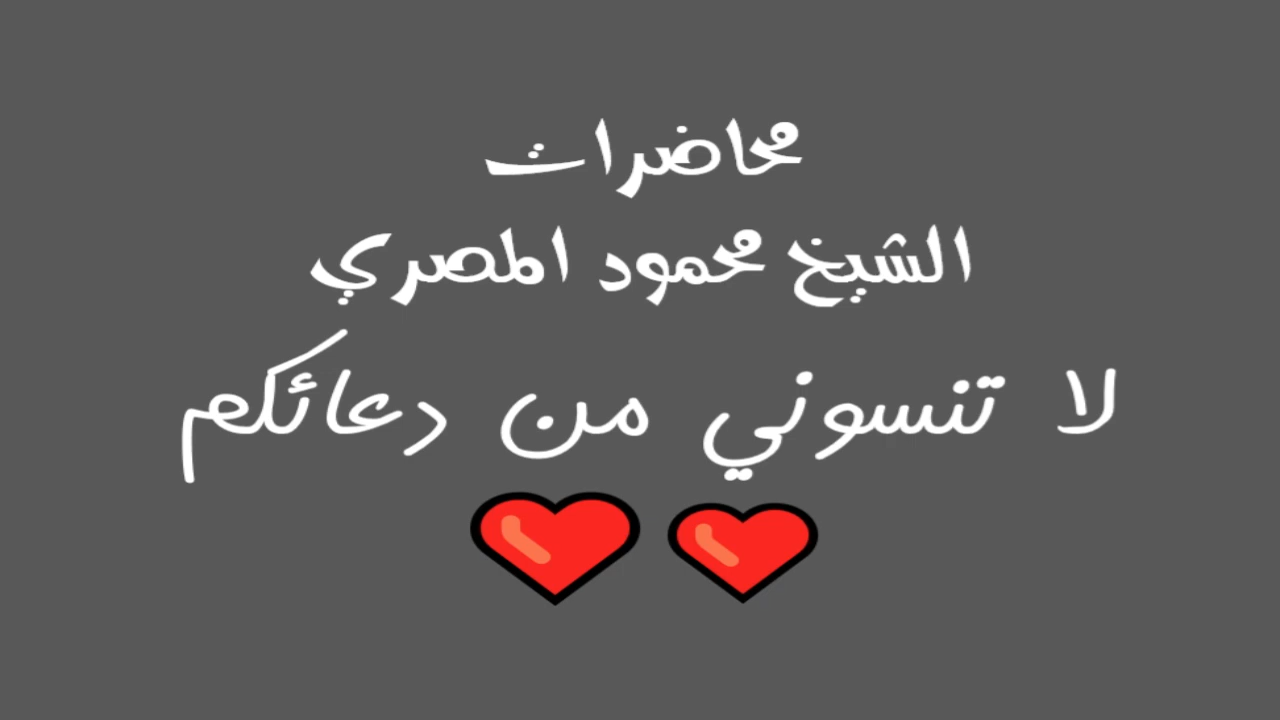 محاضرات
الشيخ محمود المصري
لا تنسوني من دعائكم